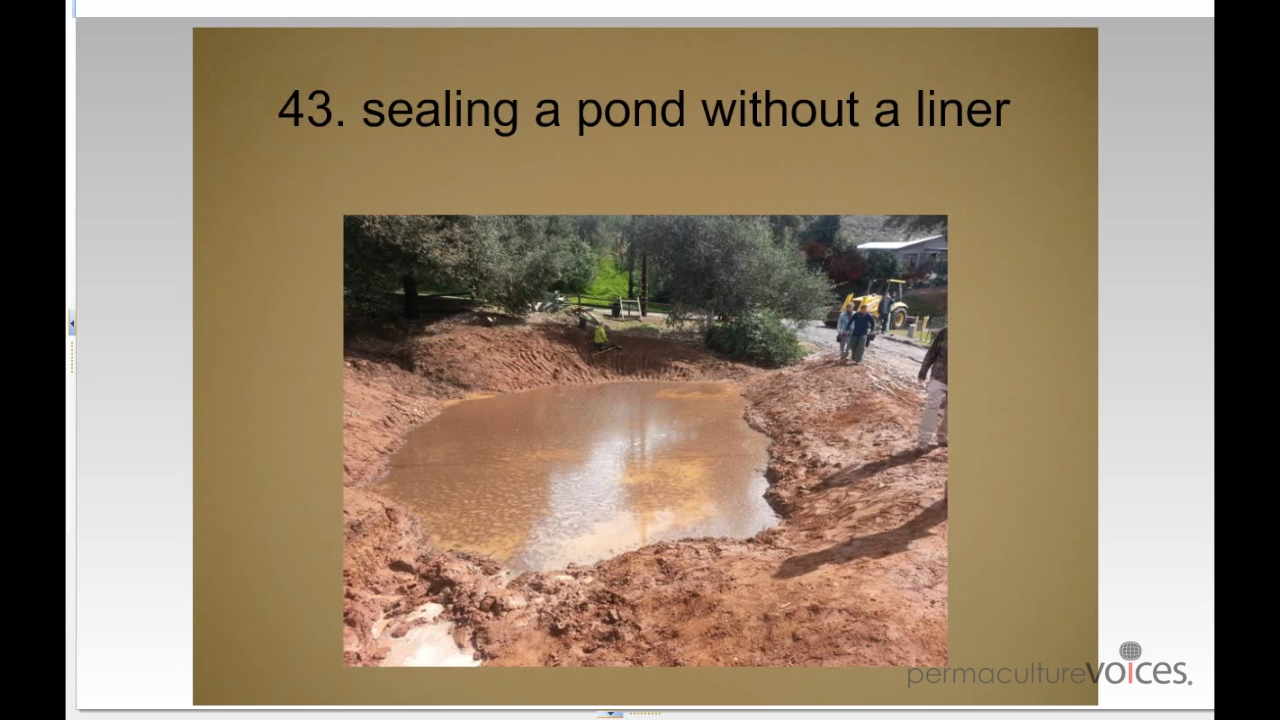 43. sealing a pond without a liner
permacultureVOICES.